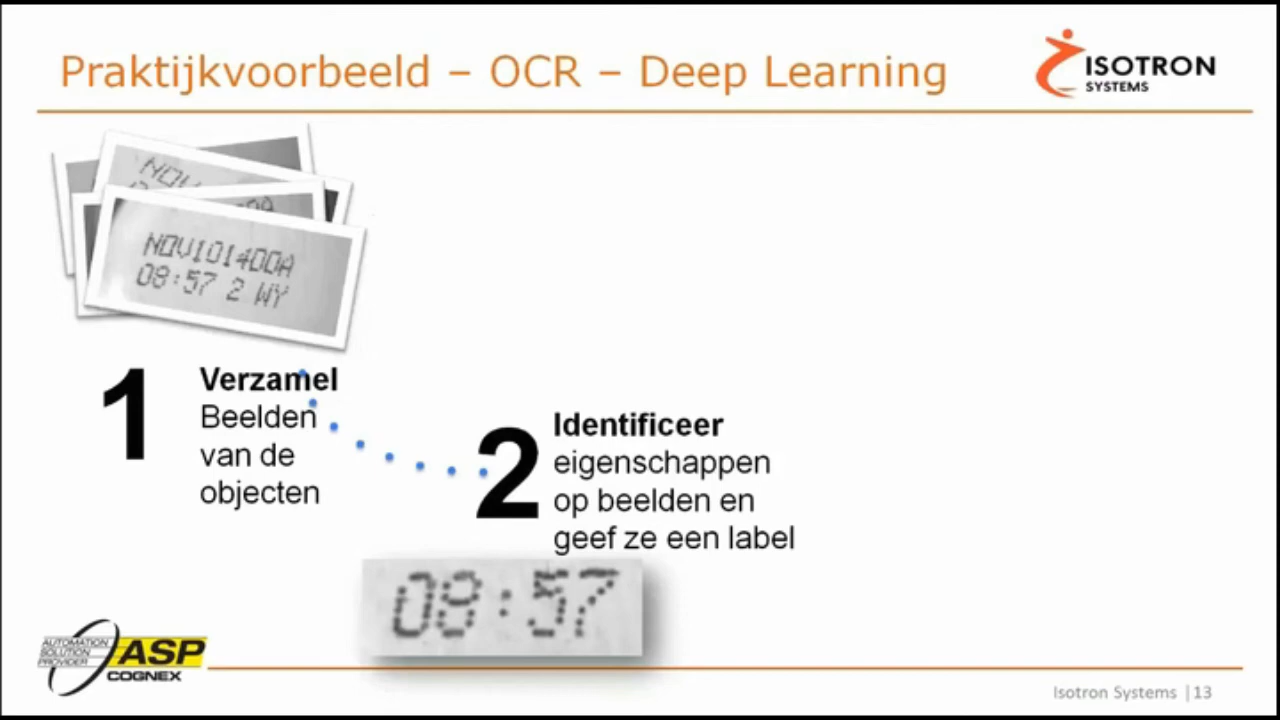 Praktijkvoorbeeld – OCR – Deep Learning
ISOTRON
SYSTEMS
NOV
NOV101400A
08:57 2 WY
1
Verzamel
Beelden
van de
objecten
2
Identificeer
eigenschappen
op beelden en
geef ze een label
08:57
AUTOMATION
SOLUTION
PROVIDER
ASP
COGNEX
Isotron Systems |13